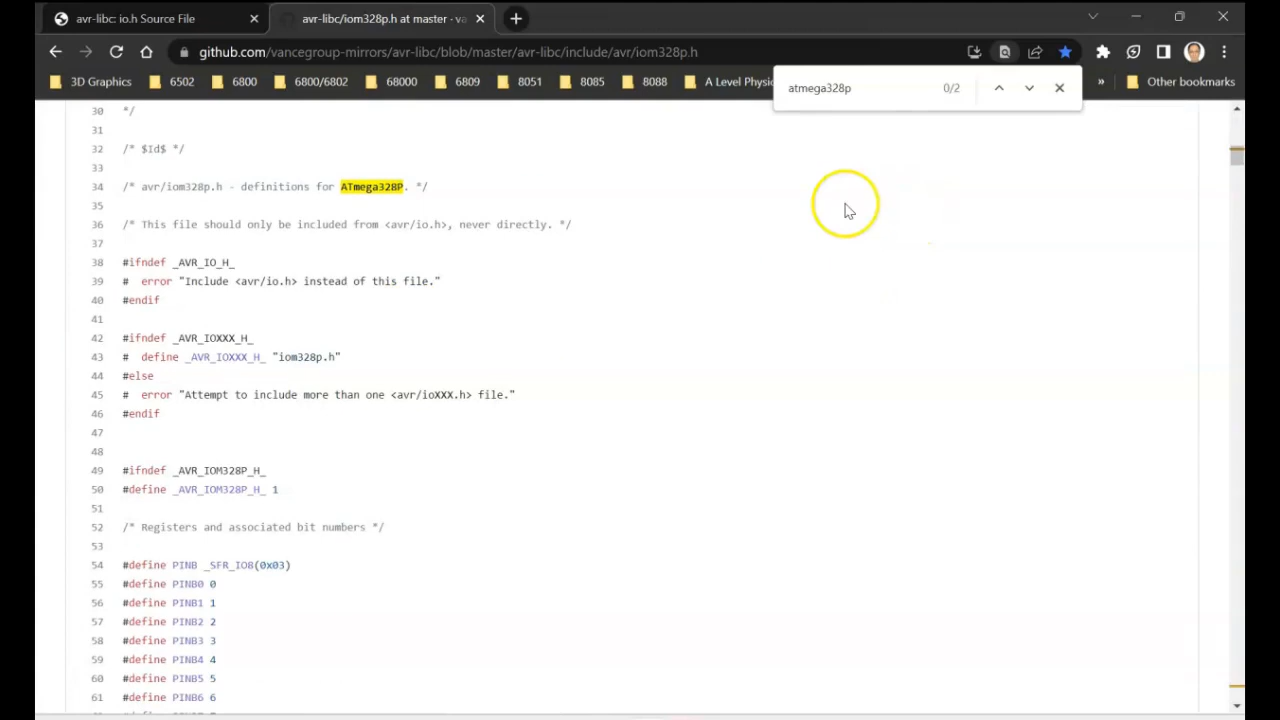 avr-libc: io.h Source File
avr-libc/iom328p.h at master · va
github.com/vancegroup-mirrors/avr-libc/blob/master/avr-libc/include/avr/iom328p.h
3D Graphics 6502 6800 6800/6802 68000 6809 8051 8085 8088 A Level Physi » Other bookmarks
atmega328p 0/2
30 */
31
32 /* $Id$ */
33
34 /* avr/iom328p.h - definitions for ATmega328P. */
35
36 /* This file should only be included from <avr/io.h>, never directly. */
37
38 #ifndef _AVR_IO_H_
39 # error "Include <avr/io.h> instead of this file."
40 #endif
41
42 #ifndef _AVR_IOXXX_H_
43 # define _AVR_IOXXX_H_ "iom328p.h"
44 #else
45 # error "Attempt to include more than one <avr/ioXXX.h> file."
46 #endif
47
48
49 #ifndef _AVR_IOM328P_H_
50 #define _AVR_IOM328P_H_ 1
51
52 /* Registers and associated bit numbers */
53
54 #define PINB _SFR_IO8(0x03)
55 #define PINB0 0
56 #define PINB1 1
57 #define PINB2 2
58 #define PINB3 3
59 #define PINB4 4
60 #define PINB5 5
61 #define PINB6 6